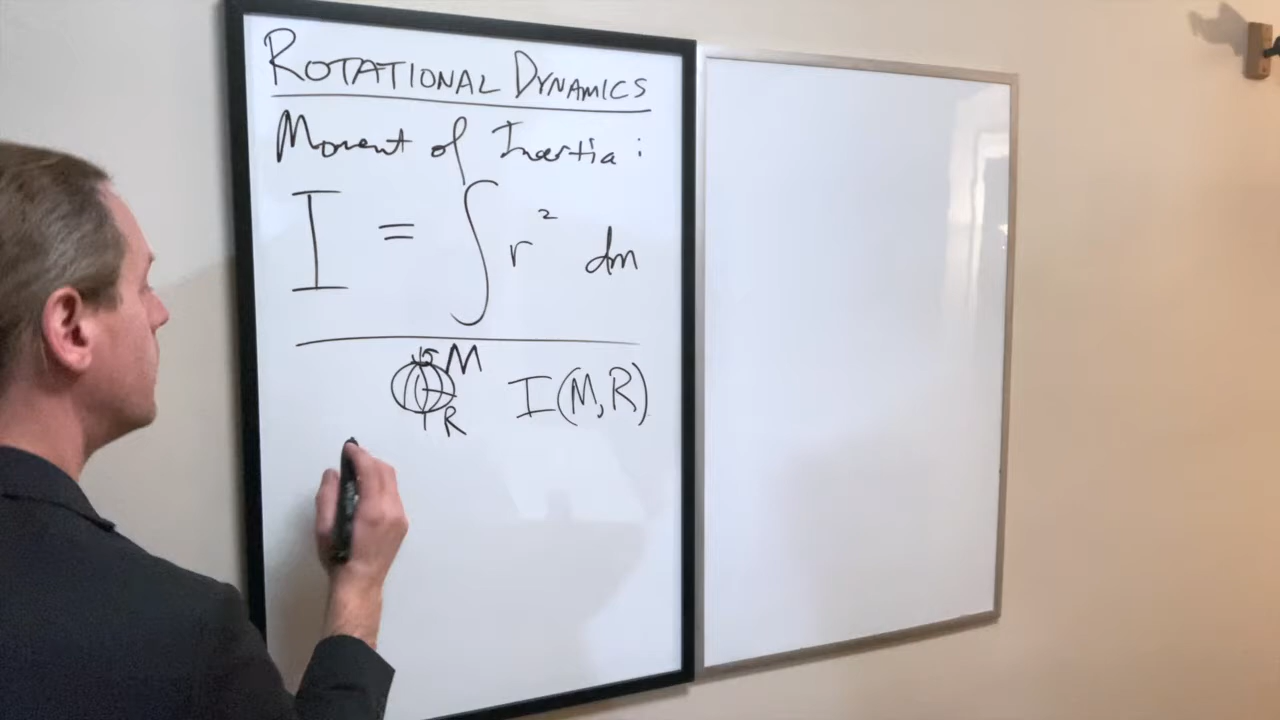 ROTATIONAL DYNAMICS
Moment of Inertia :
I = ∫ r² dm
M
R
I(M,R)